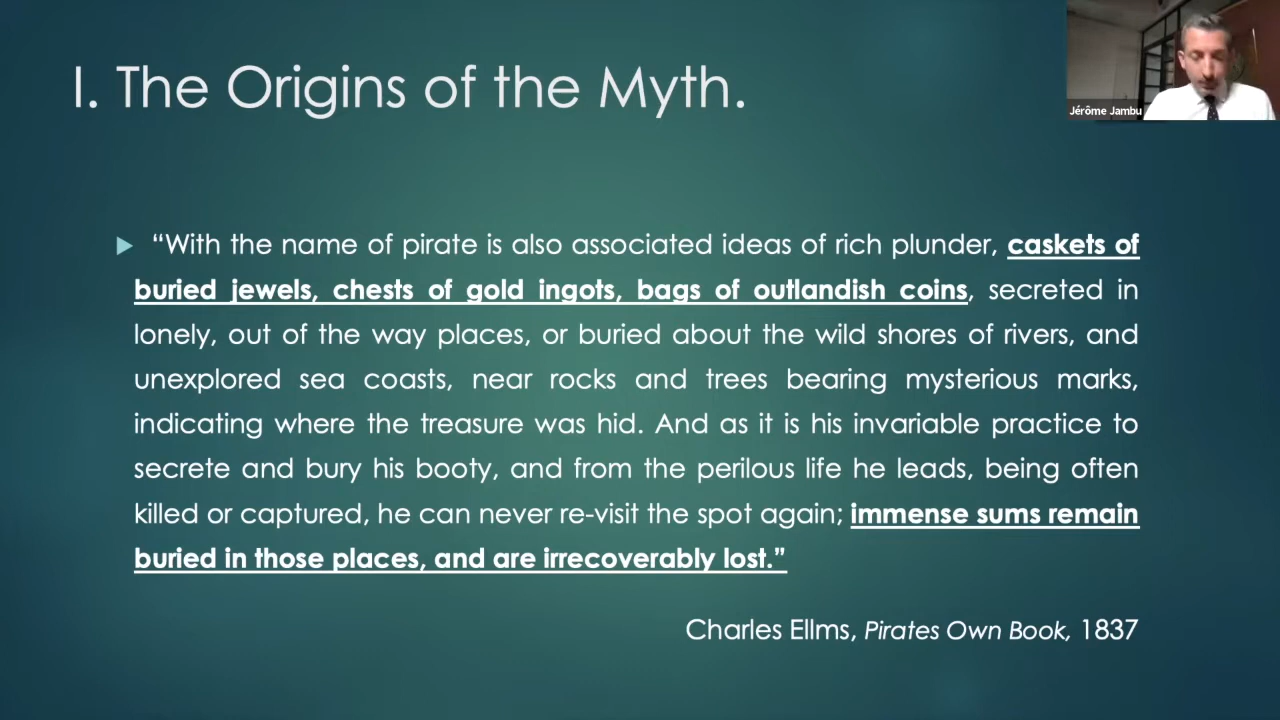 I. The Origins of the Myth.
Jérôme Jambu
“With the name of pirate is also associated ideas of rich plunder, caskets of
buried jewels, chests of gold ingots, bags of outlandish coins, secreted in
lonely, out of the way places, or buried about the wild shores of rivers, and
unexplored sea coasts, near rocks and trees bearing mysterious marks,
indicating where the treasure was hid. And as it is his invariable practice to
secrete and bury his booty, and from the perilous life he leads, being often
killed or captured, he can never re-visit the spot again; immense sums remain
buried in those places, and are irrecoverably lost.”
Charles Ellms, Pirates Own Book, 1837